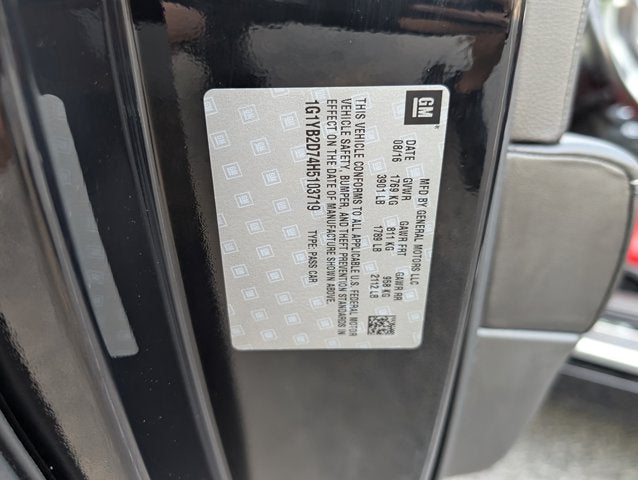 GM
MFD BY GENERAL MOTORS LLC
DATE GVWR GAWR FRT GAWR RR
08/16 1769 KG 811 KG 958 KG
3901 LB 1789 LB 2112 LB
THIS VEHICLE CONFORMS TO ALL APPLICABLE U.S. FEDERAL MOTOR
VEHICLE SAFETY, BUMPER, AND THEFT PREVENTION STANDARDS IN
EFFECT ON THE DATE OF MANUFACTURE SHOWN ABOVE.
1G1YB2D74H5103719 TYPE: PASS CAR